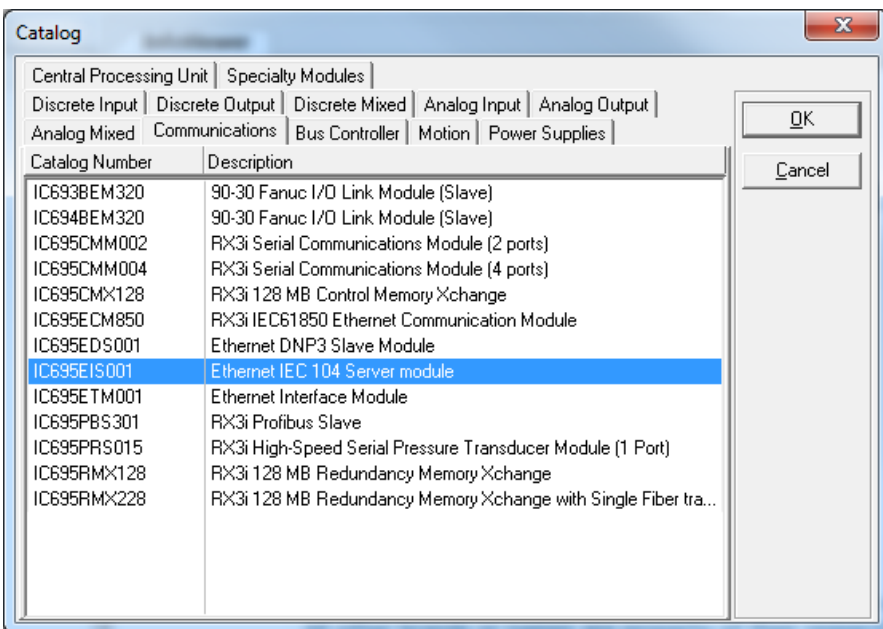 Catalog
Central Processing Unit Specialty Modules
Discrete Input Discrete Output Discrete Mixed Analog Input Analog Output
Analog Mixed Communications Bus Controller Motion Power Supplies
Catalog Number Description
IC693BEM320 90-30 Fanuc I/O Link Module (Slave)
IC694BEM320 90-30 Fanuc I/O Link Module (Slave)
IC695CMM002 RX3i Serial Communications Module (2 ports)
IC695CMM004 RX3i Serial Communications Module (4 ports)
IC695CMX128 RX3i 128 MB Control Memory Xchange
IC695ECM850 RX3i IEC61850 Ethernet Communication Module
IC695EDS001 Ethernet DNP3 Slave Module
IC695EIS001 Ethernet IEC 104 Server module
IC695ETM001 Ethernet Interface Module
IC695PBS301 RX3i Profibus Slave
IC695PRS015 RX3i High-Speed Serial Pressure Transducer Module (1 Port)
IC695RMX128 RX3i 128 MB Redundancy Memory Xchange
IC695RMX228 RX3i 128 MB Redundancy Memory Xchange with Single Fiber tra...
OK
Cancel